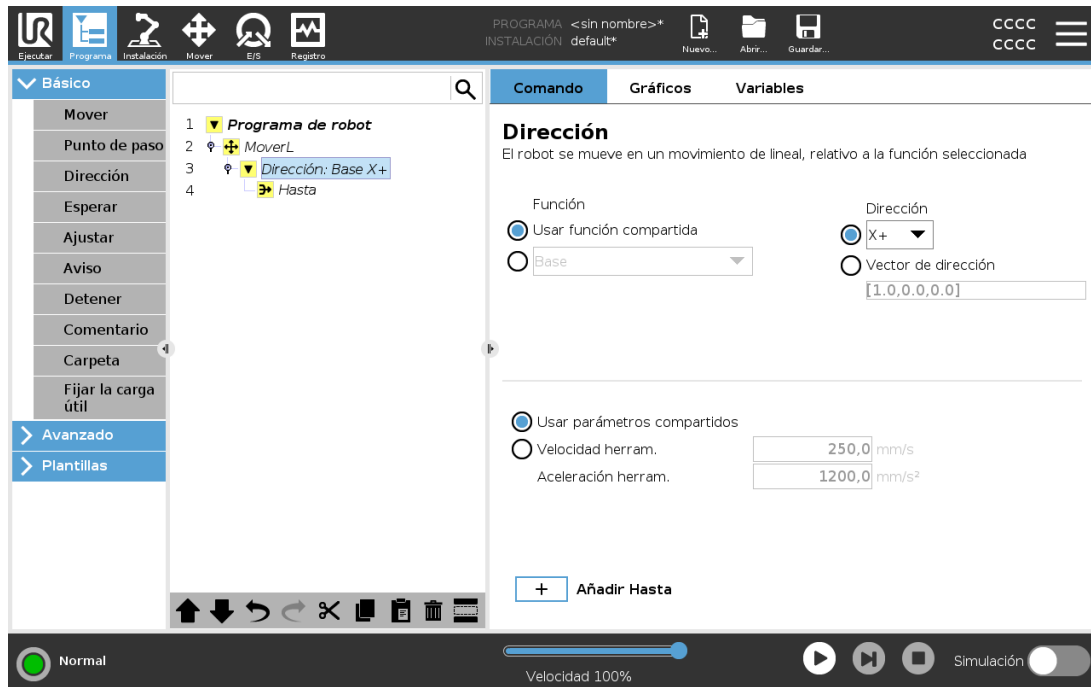 PROGRAMA <sin nombre>*
INSTALACIÓN default*
CCCC
CCCC
Ejecutar
Programa
Instalación
Mover
E/S
Registro
Nuevo...
Abrir...
Guardar...
Básico
Mover
Punto de paso
Dirección
Esperar
Ajustar
Aviso
Detener
Comentario
Carpeta
Fijar la carga
útil
Avanzado
Plantillas
1 Programa de robot
2 MoverL
3 Dirección: Base X+
4 Hasta
Comando
Gráficos
Variables
Dirección
El robot se mueve en un movimiento de lineal, relativo a la función seleccionada
Función
Usar función compartida
Base
Dirección
X+
Vector de dirección
[1.0,0.0,0.0]
Usar parámetros compartidos
Velocidad herram. 250,0 mm/s
Aceleración herram. 1200,0 mm/s²
+ Añadir Hasta
Normal
Velocidad 100%
Simulación